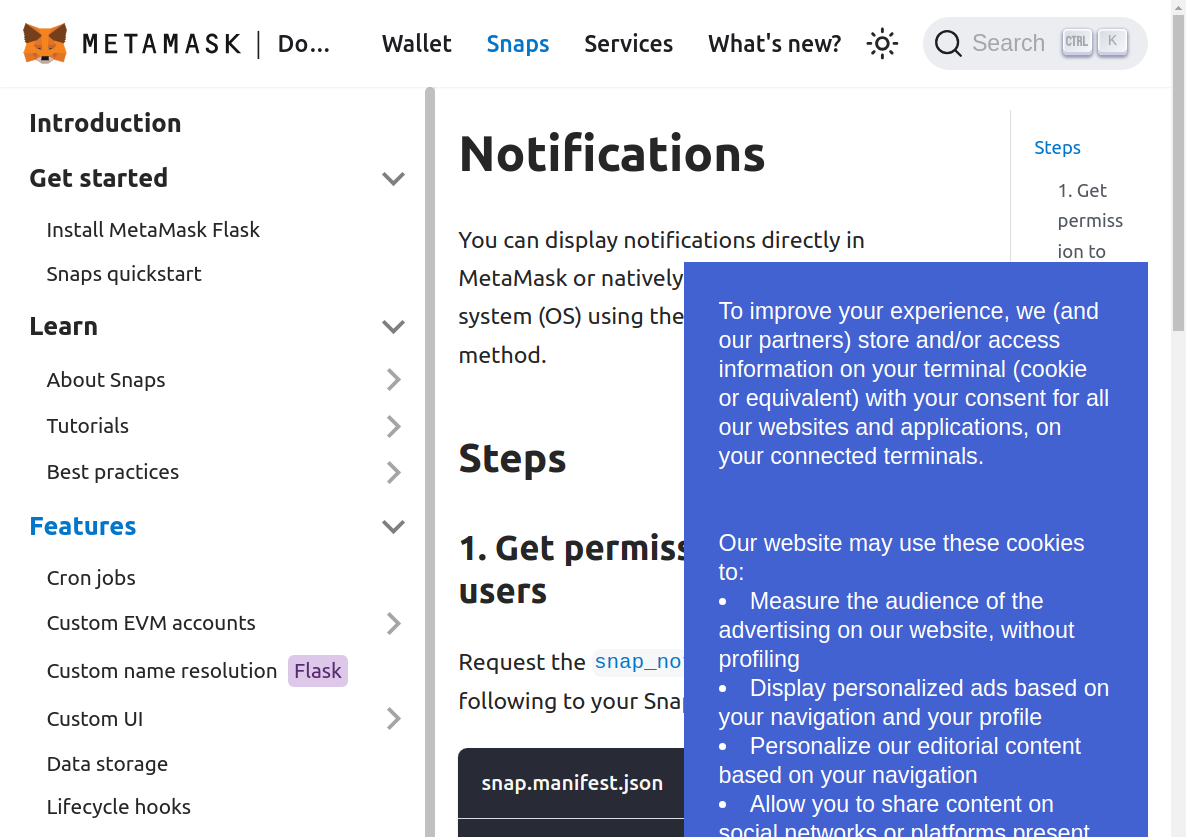 METAMASK | Do... Wallet Snaps Services What's new? Search CTRL K
Introduction
Get started
Install MetaMask Flask
Snaps quickstart
Learn
About Snaps
Tutorials
Best practices
Features
Cron jobs
Custom EVM accounts
Custom name resolution Flask
Custom UI
Data storage
Lifecycle hooks
Notifications
You can display notifications directly in
MetaMask or natively
system (OS) using the
method.
Steps
1. Get permiss
users
Request the snap_no
following to your Snap
snap.manifest.json
Steps
1. Get
permiss
ion to
To improve your experience, we (and
our partners) store and/or access
information on your terminal (cookie
or equivalent) with your consent for all
our websites and applications, on
your connected terminals.
Our website may use these cookies
to:
• Measure the audience of the
advertising on our website, without
profiling
• Display personalized ads based on
your navigation and your profile
• Personalize our editorial content
based on your navigation
• Allow you to share content on
social networks or platforms present